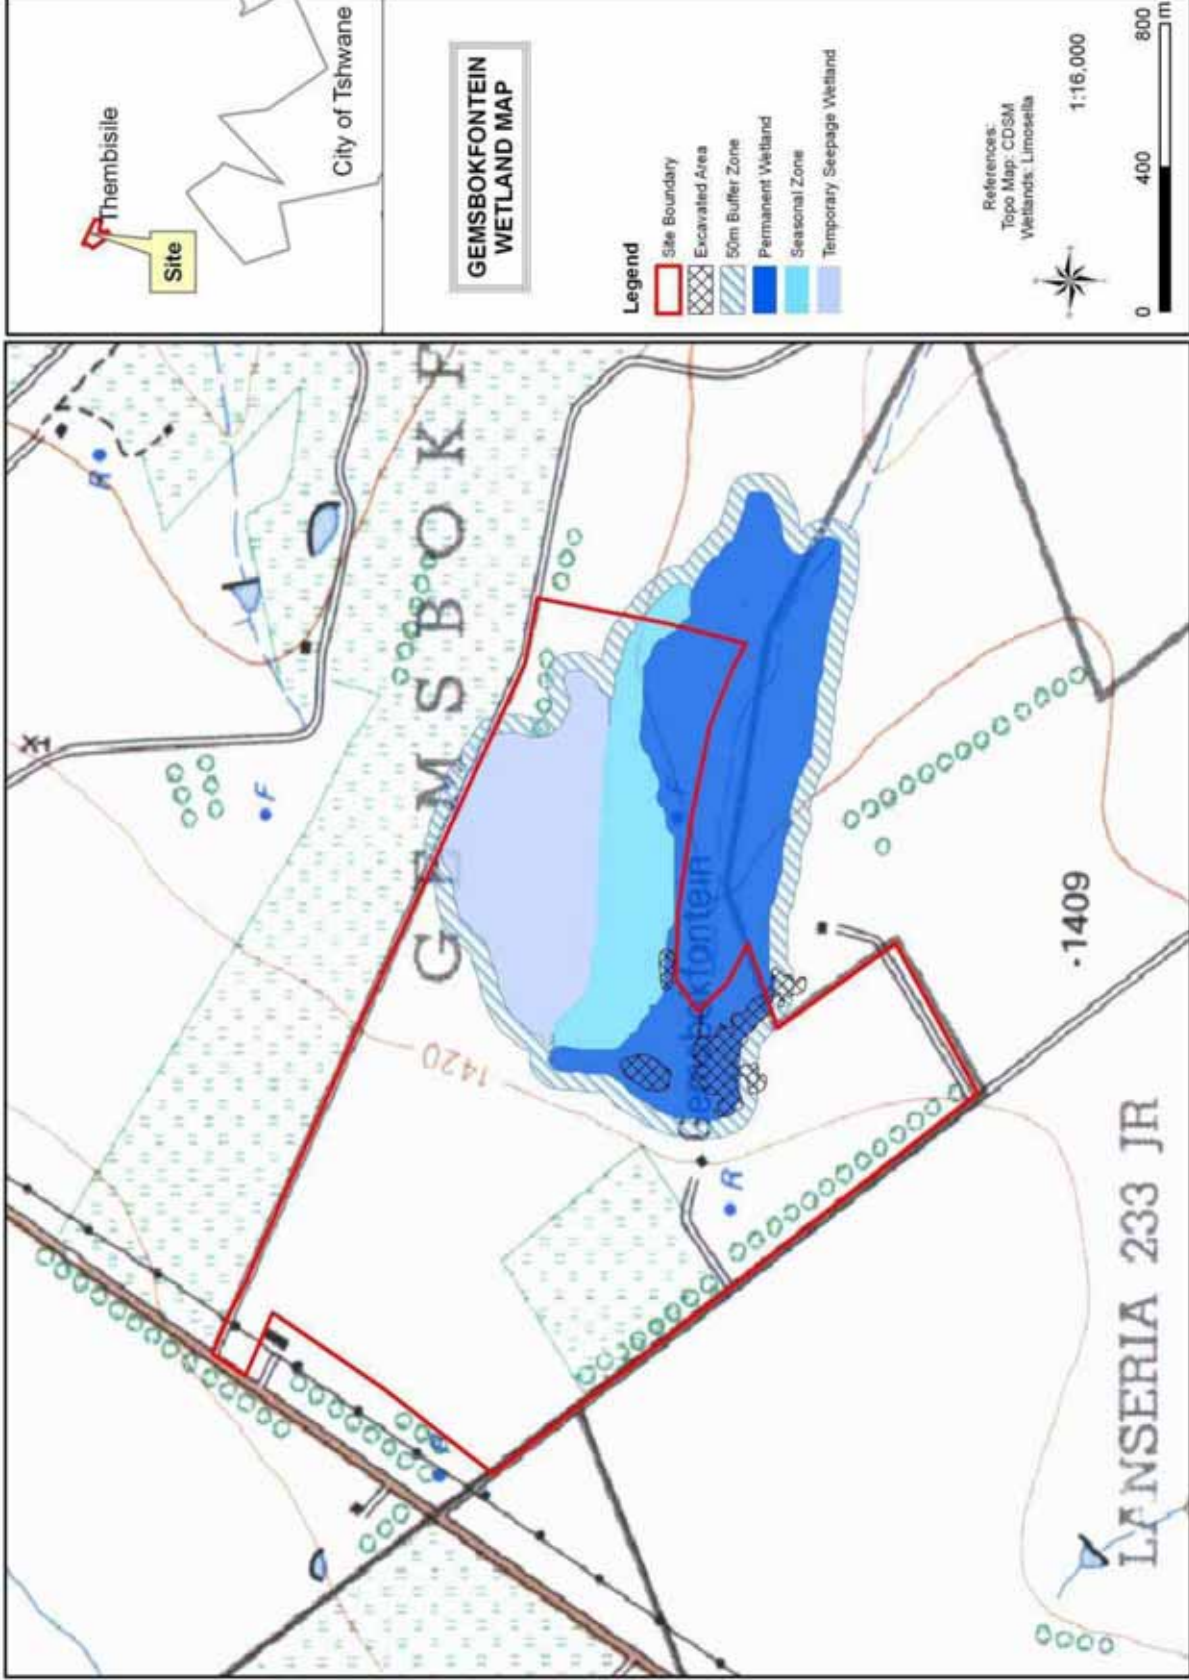 Thembisile
Site
City of Tshwane
GEMSBOKFONTEIN
WETLAND MAP
Legend
Site Boundary
Excavated Area
50m Buffer Zone
Permanent Wetland
Seasonal Zone
Temporary Seepage Wetland
References:
Topo Map: CDSM
Wetlands: Limosella
1:16,000
0 400 800 m
R
GEMSBOKF
F
F
1420
Gemsbokfontein
-1409
R
LANSERIA 233 JR